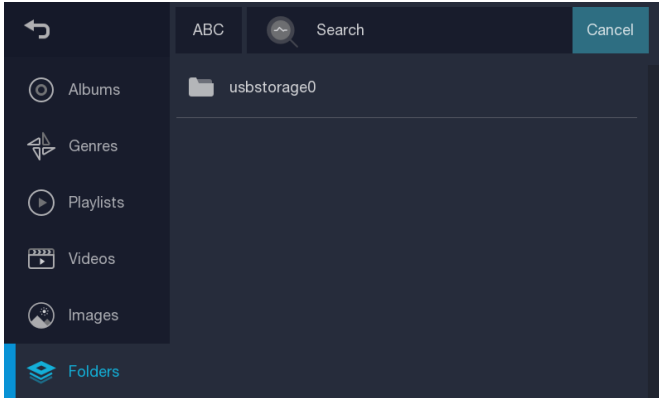 ABC
Search
Cancel
Albums
usbstorage0
Genres
Playlists
Videos
Images
Folders